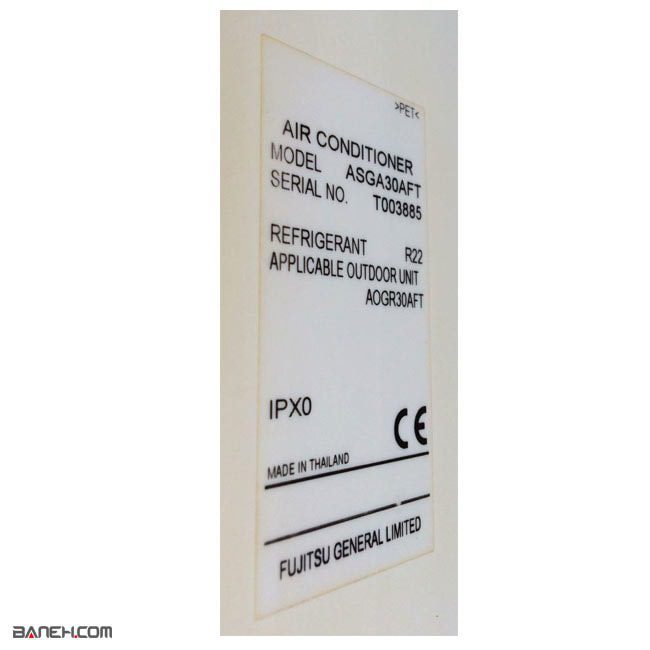 >PET<
AIR CONDITIONER
MODEL ASGA30AFT
SERIAL NO. T003885
REFRIGERANT R22
APPLICABLE OUTDOOR UNIT
AOGR30AFT
IPX0
CE
MADE IN THAILAND
FUJITSU GENERAL LIMITED
BANEH.COM